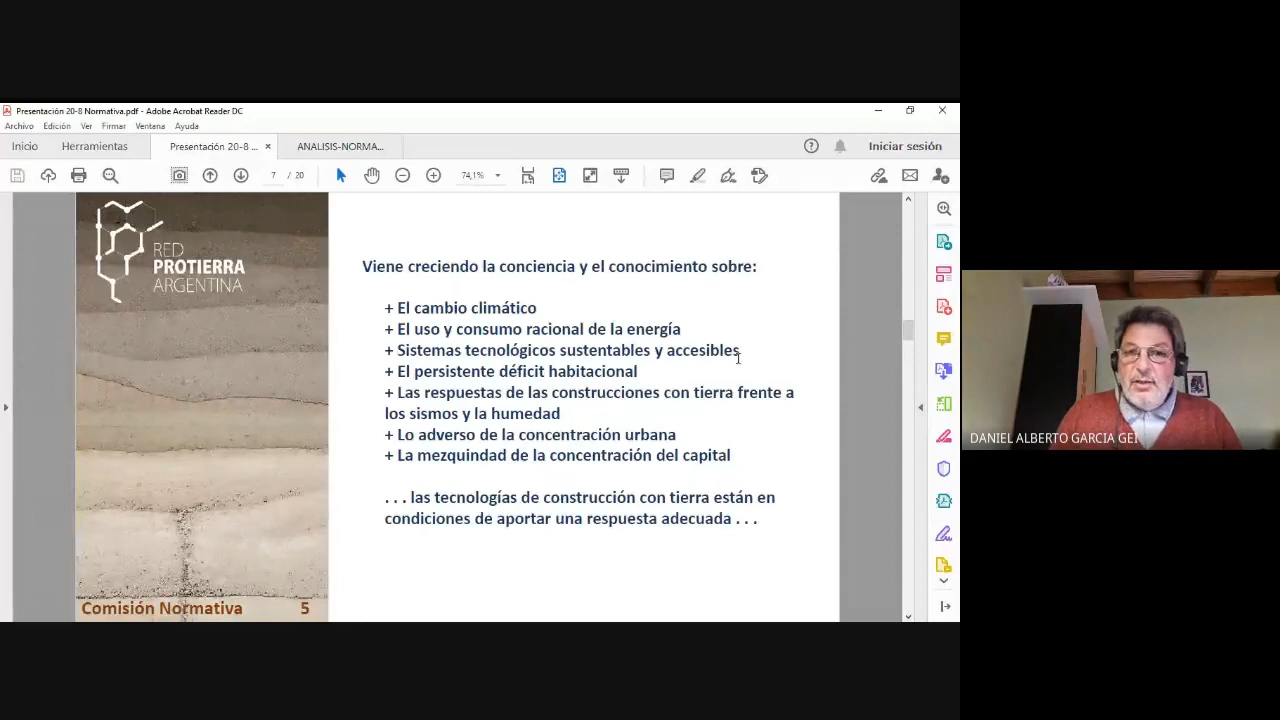 Presentación 20-8 Normativa.pdf - Adobe Acrobat Reader DC
Archivo Edición Ver Firmar Ventana Ayuda
Inicio Herramientas Presentación 20-8 ... × ANALISIS-NORMA... Iniciar sesión
7 / 20 74,1%
RED
PROTIERRA
ARGENTINA
Viene creciendo la conciencia y el conocimiento sobre:
+ El cambio climático
+ El uso y consumo racional de la energía
+ Sistemas tecnológicos sustentables y accesibles
+ El persistente déficit habitacional
+ Las respuestas de las construcciones con tierra frente a
los sismos y la humedad
+ Lo adverso de la concentración urbana
+ La mezquindad de la concentración del capital
. . . las tecnologías de construcción con tierra están en
condiciones de aportar una respuesta adecuada . . .
Comisión Normativa 5
DANIEL ALBERTO GARCIA GEI